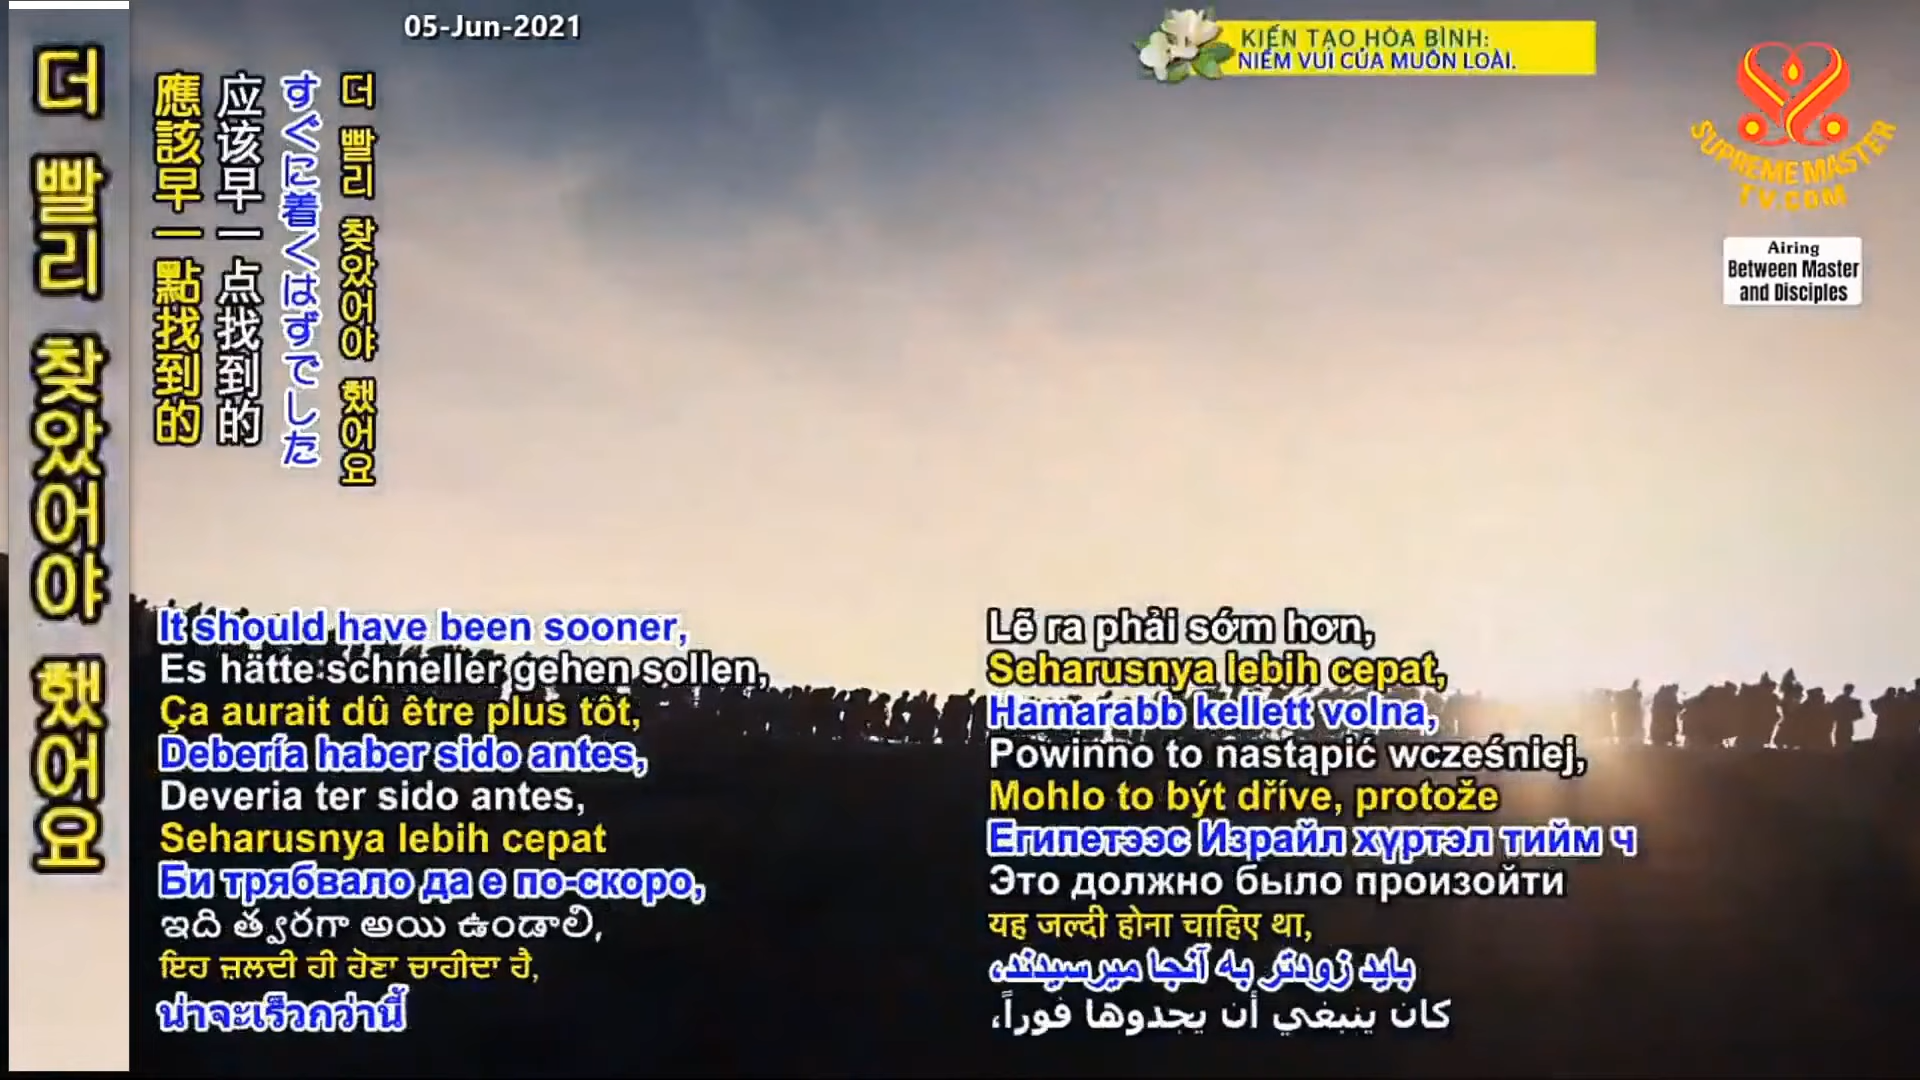 05-Jun-2021
KIẾN TẠO HÒA BÌNH:
NIỀM VUI CỦA MUÔN LOÀI.
SUPREME MASTER
TV.COM
Airing
Between Master
and Disciples
더 빨리 찾았어야 했어요
應該早一點找到的
应该早一点找到的
すぐに着くはずでした
더 빨리 찾았어야 했어요
It should have been sooner,
Es hätte schneller gehen sollen,
Ça aurait dû être plus tôt,
Debería haber sido antes,
Deveria ter sido antes,
Seharusnya lebih cepat
Би трябвало да е по-скоро,
ఇది త్వరగా అయి ఉండాలి,
ਇਹ ਜ਼ਲਦੀ ਹੀ ਹੋਣਾ ਚਾਹੀਦਾ ਹੈ,
น่าจะเร็วกว่านี้
Lẽ ra phải sớm hơn,
Seharusnya lebih cepat,
Hamarabb kellett volna,
Powinno to nastąpić wcześniej,
Mohlo to být dříve, protože
Египетээс Израйл хүртэл тийм ч
Это должно было произойти
यह जल्दी होना चाहिए था,
باید زودتر به آنجا میرسیدند،
كان ينبغي أن يجدوها فوراً،